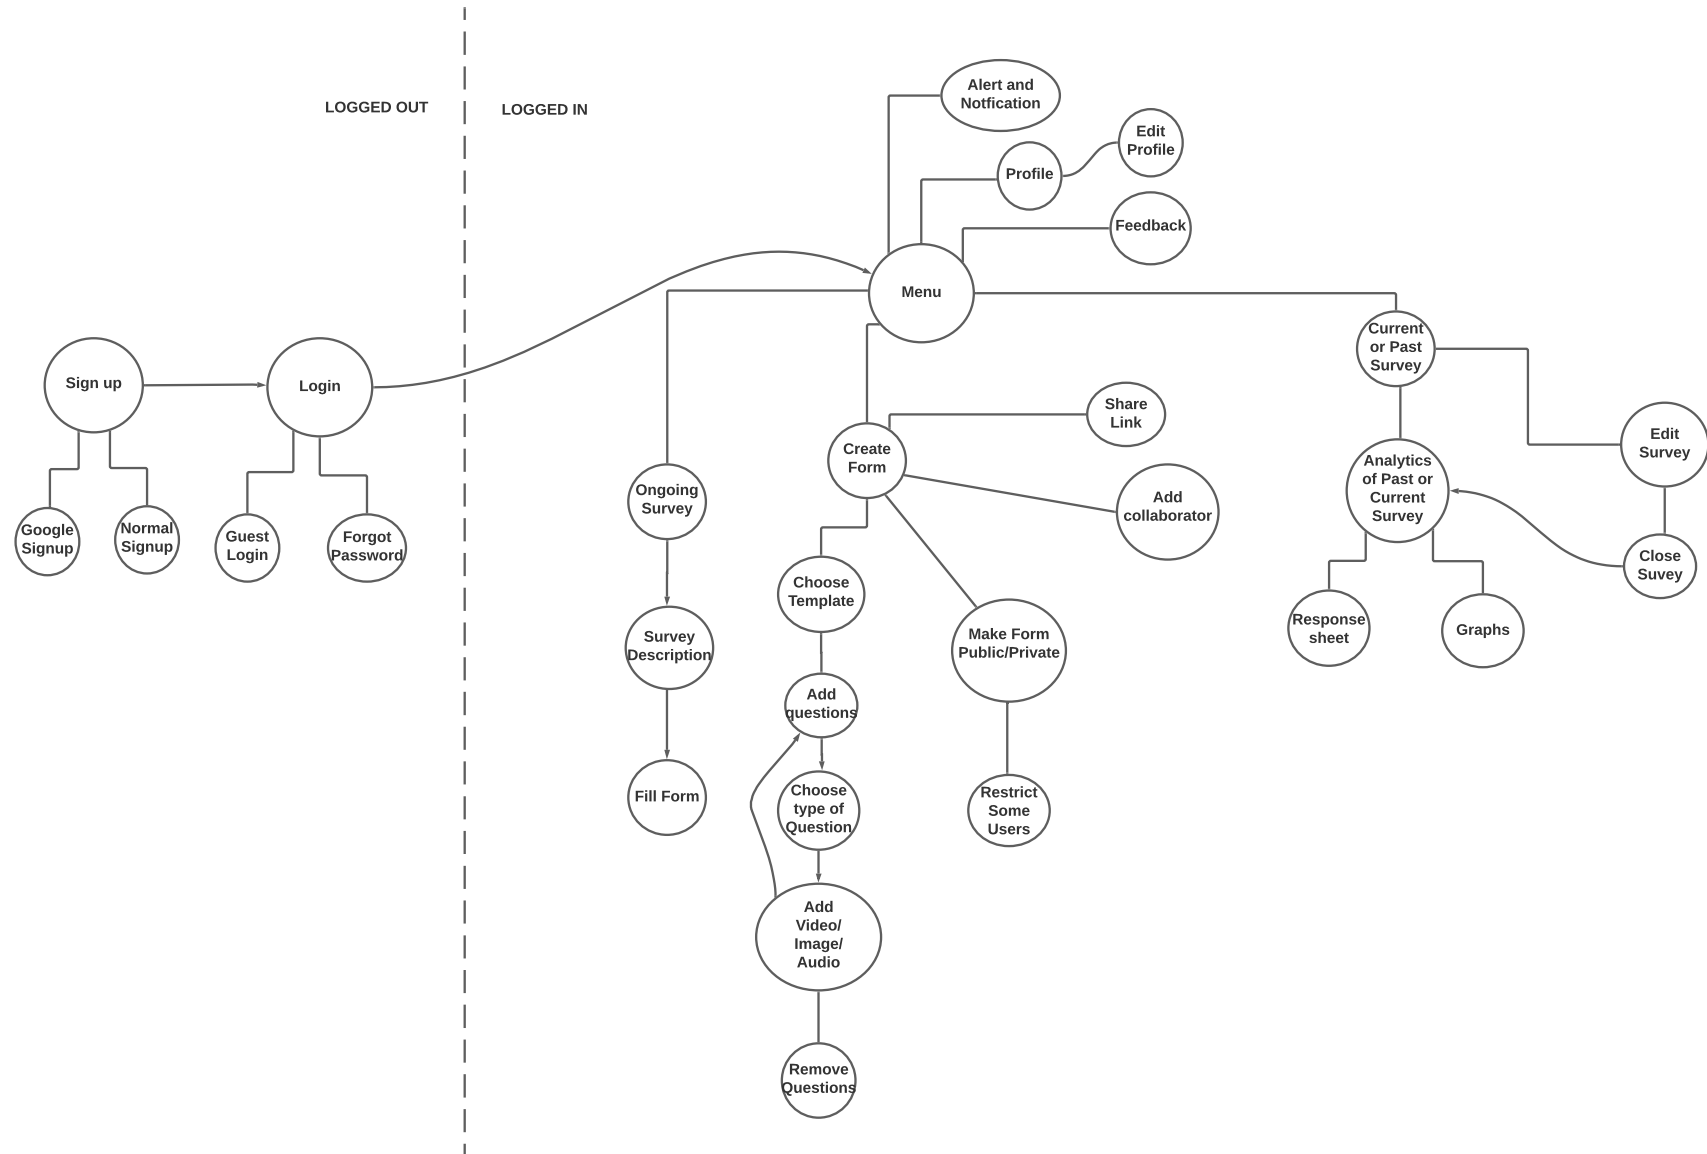 LOGGED OUT
LOGGED IN
Alert and
Notfication
Edit
Profile
Profile
Feedback
Menu
Current
or Past
Survey
Sign up
Login
Share
Link
Create
Form
Edit
Survey
Analytics
of Past or
Current
Survey
Ongoing
Survey
Add
collaborator
Google
Signup
Normal
Signup
Guest
Login
Forgot
Password
Close
Suvey
Choose
Template
Response
sheet
Graphs
Survey
Description
Make Form
Public/Private
Add
questions
Fill Form
Choose
type of
Question
Restrict
Some
Users
Add
Video/
Image/
Audio
Remove
Questions